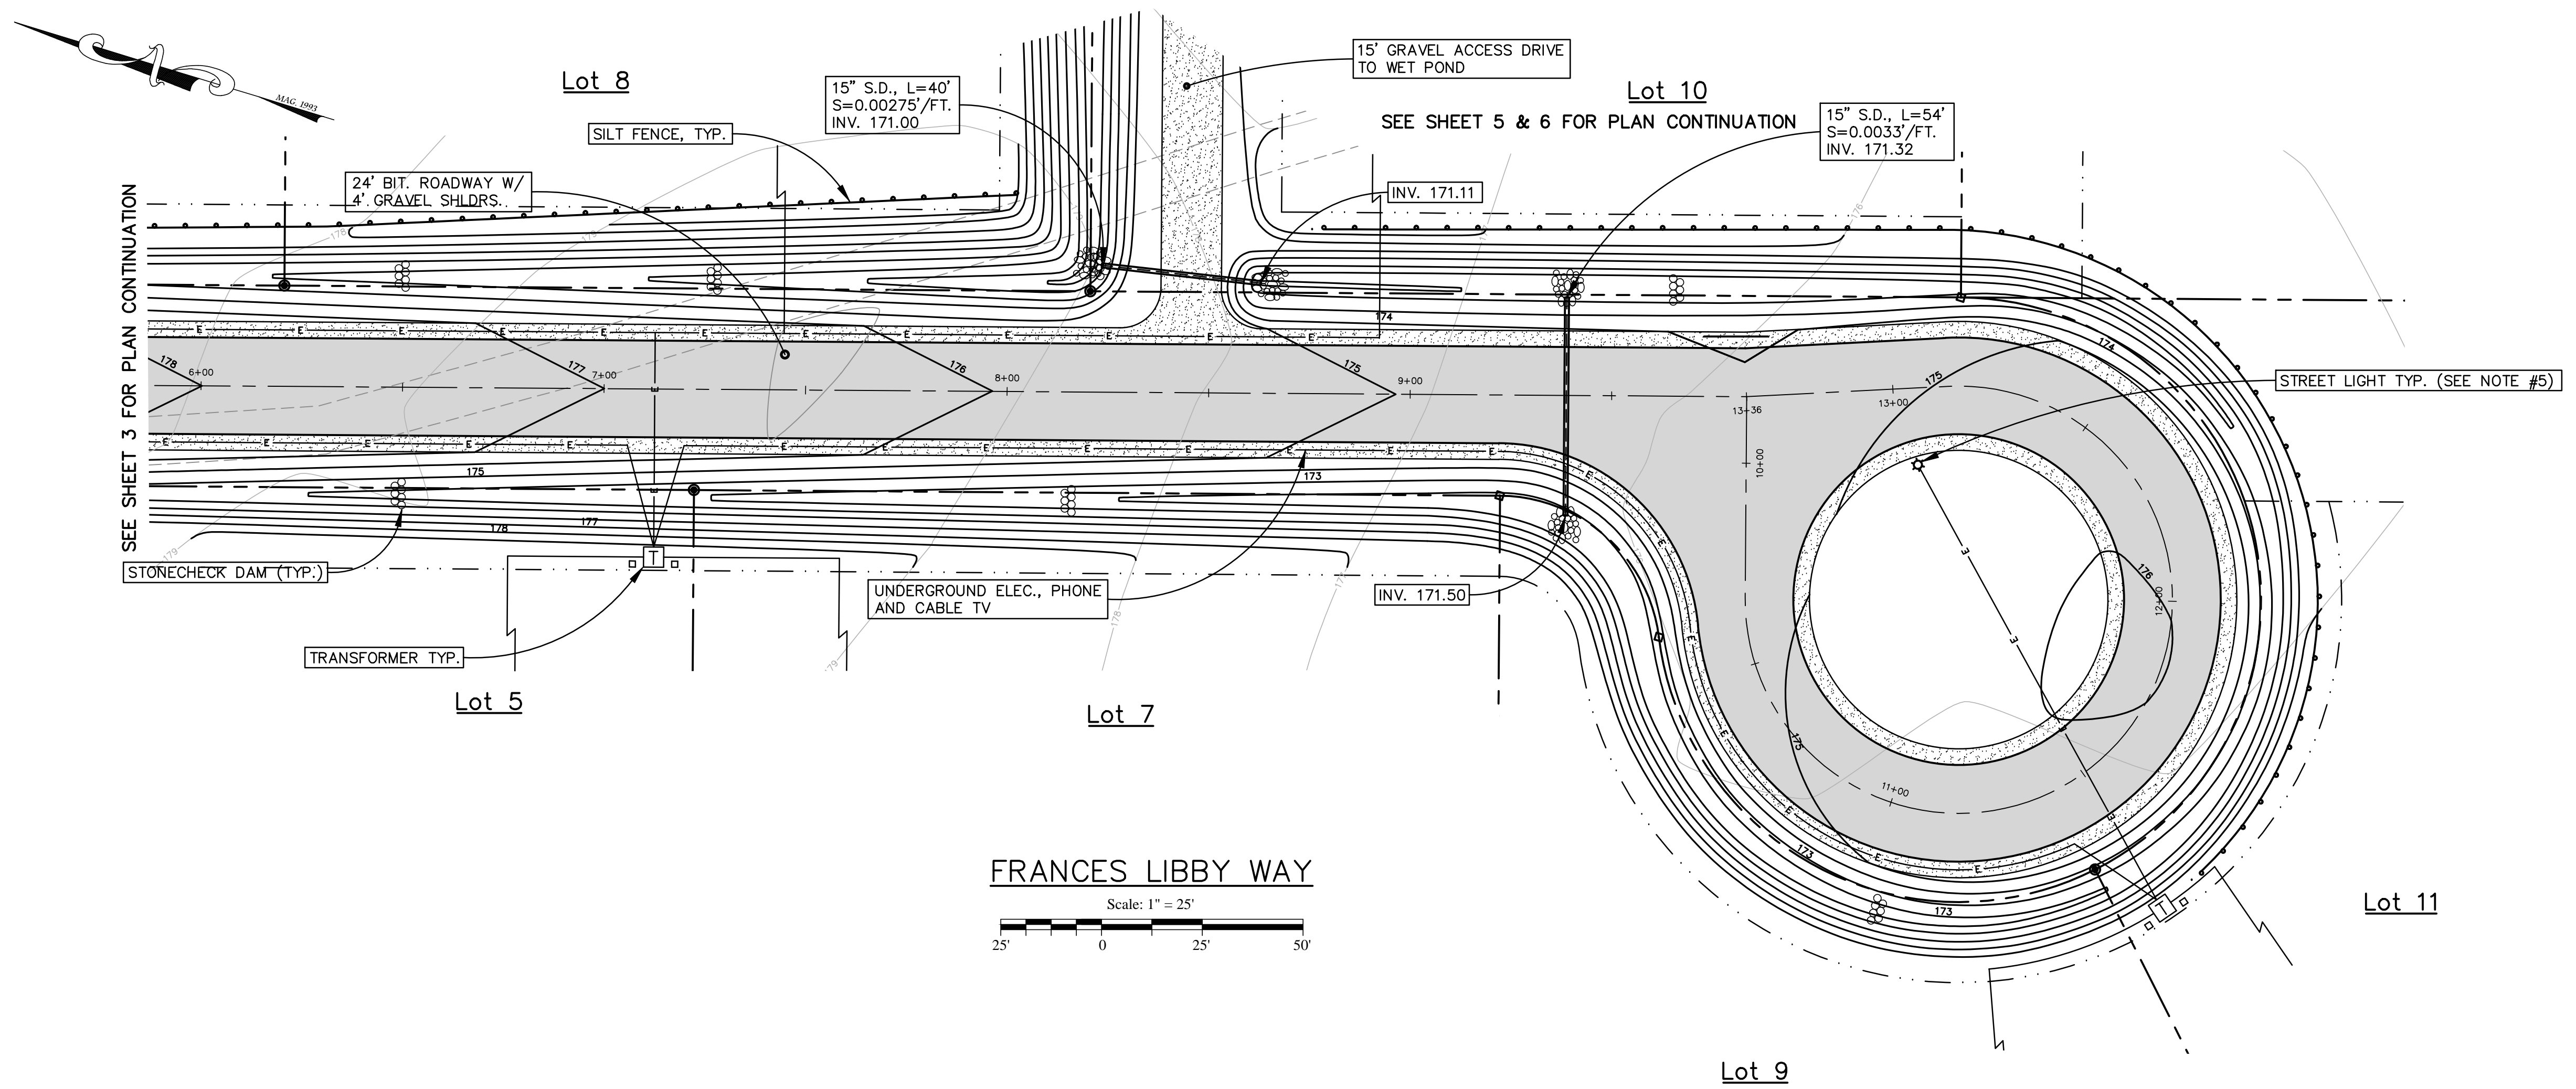 MAG. 1993
Lot 8
15" S.D., L=40'
S=0.00275'/FT.
INV. 171.00
15' GRAVEL ACCESS DRIVE
TO WET POND
Lot 10
SEE SHEET 5 & 6 FOR PLAN CONTINUATION
15" S.D., L=54'
S=0.0033'/FT.
INV. 171.32
SILT FENCE, TYP.
24' BIT. ROADWAY W/
4' GRAVEL SHLDRS.
INV. 171.11
SEE SHEET 3 FOR PLAN CONTINUATION
178
179
176
174
174
E E E E E E E E E E E E
178
6+00
177
7+00
176
8+00
175
9+00
13+36
13+00
175
STREET LIGHT TYP. (SEE NOTE #5)
10+00
E
E E E E E E E E E E E E E
175
173
E
178
177
179
STONECHECK DAM (TYP.)
T
UNDERGROUND ELEC., PHONE
AND CABLE TV
INV. 171.50
176
12+00
E
E
178
179
TRANSFORMER TYP.
Lot 5
Lot 7
175
11+00
173
173
E
T
FRANCES LIBBY WAY
Scale: 1" = 25'
25' 0 25' 50'
Lot 11
Lot 9